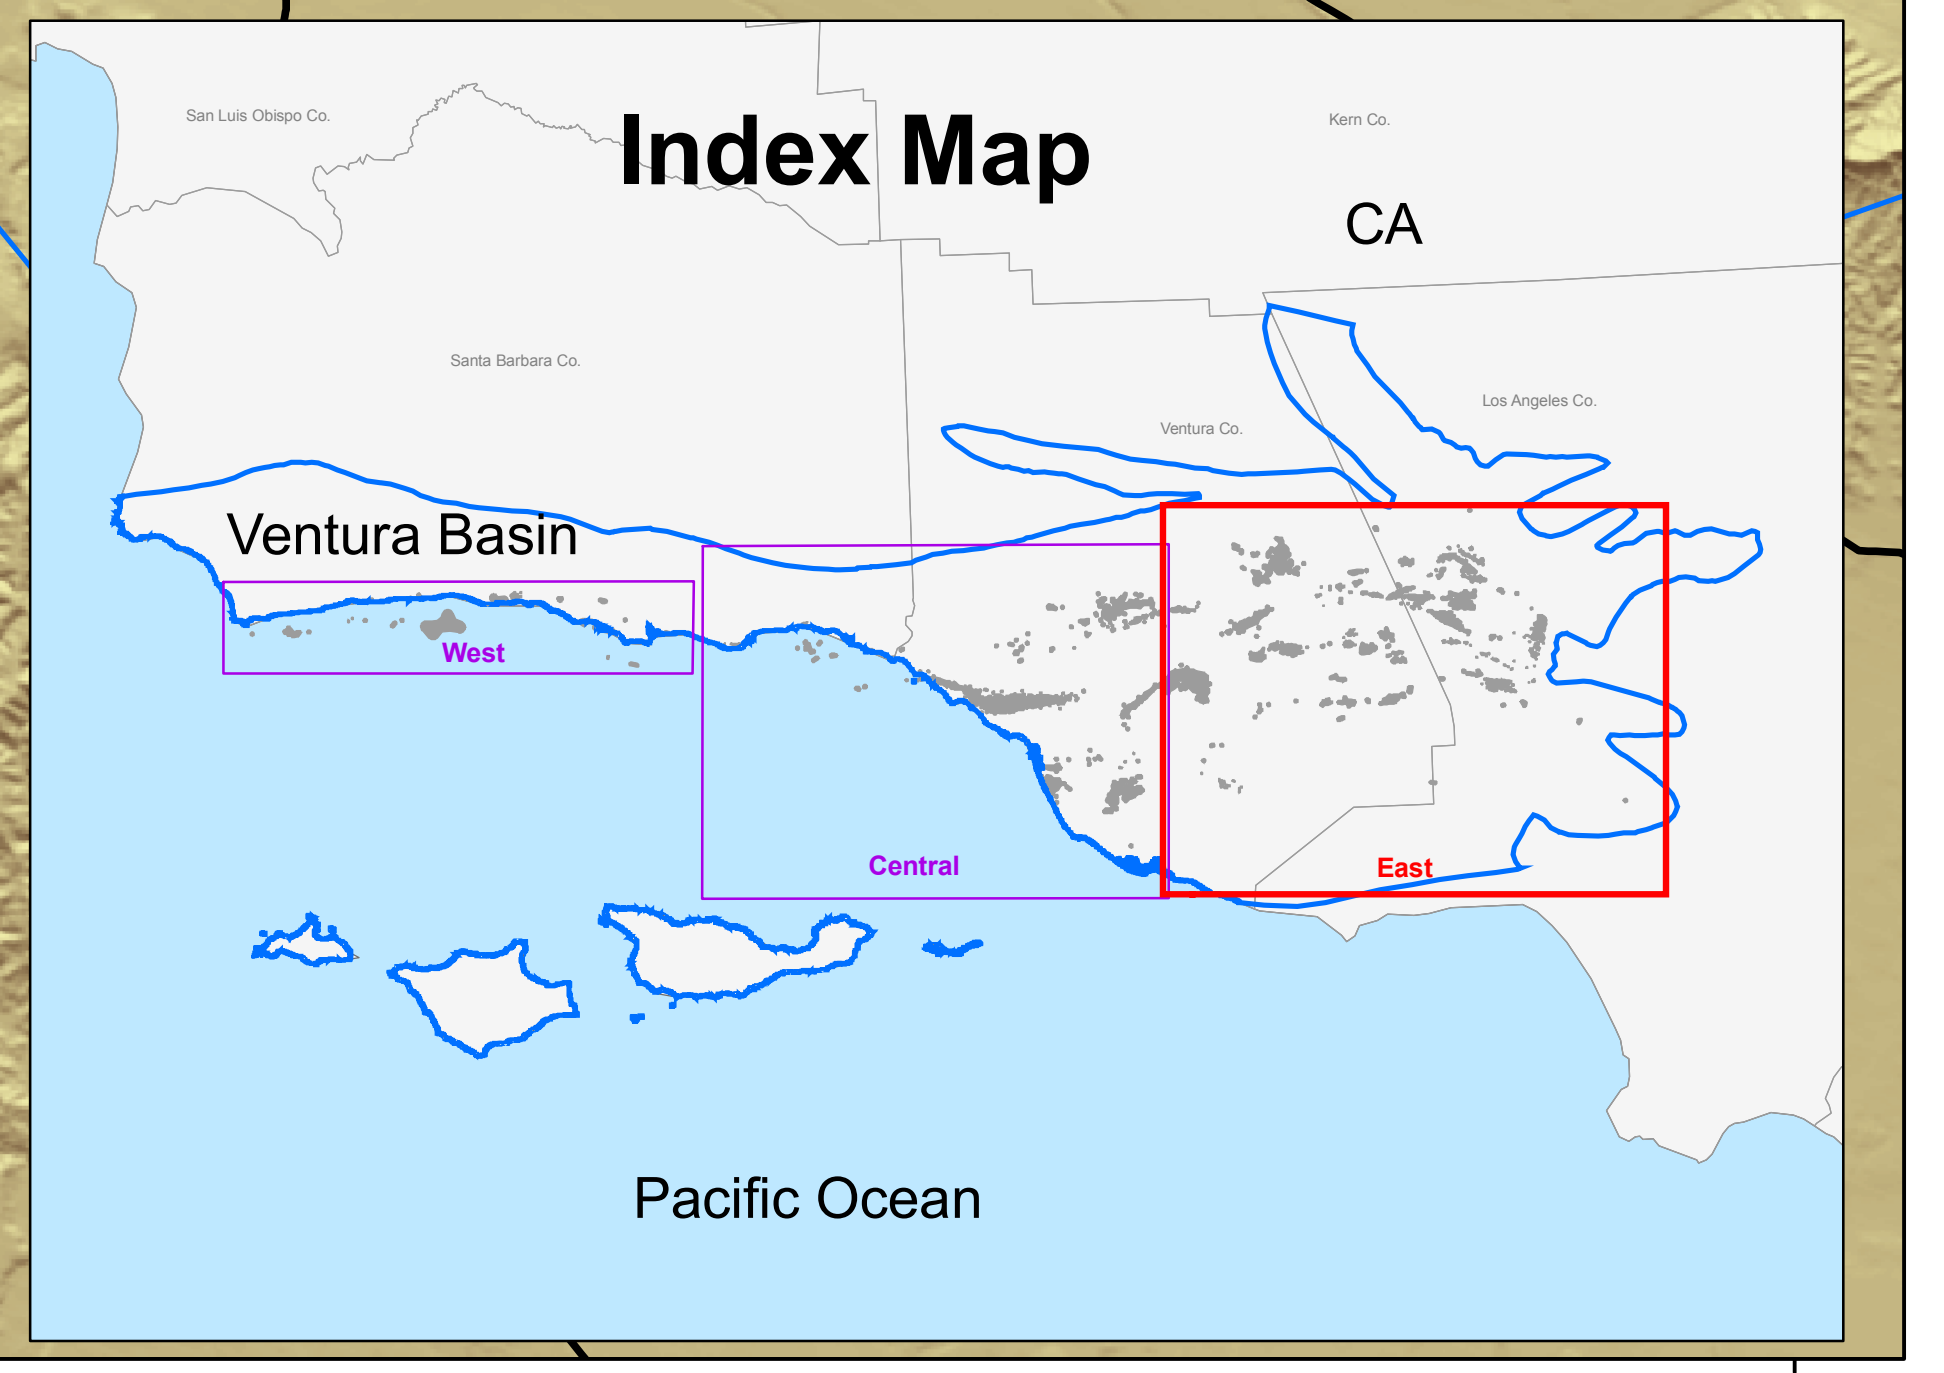 San Luis Obispo Co.
Kern Co.
Index Map
CA
Santa Barbara Co.
Los Angeles Co.
Ventura Co.
Ventura Basin
West
Central
East
Pacific Ocean